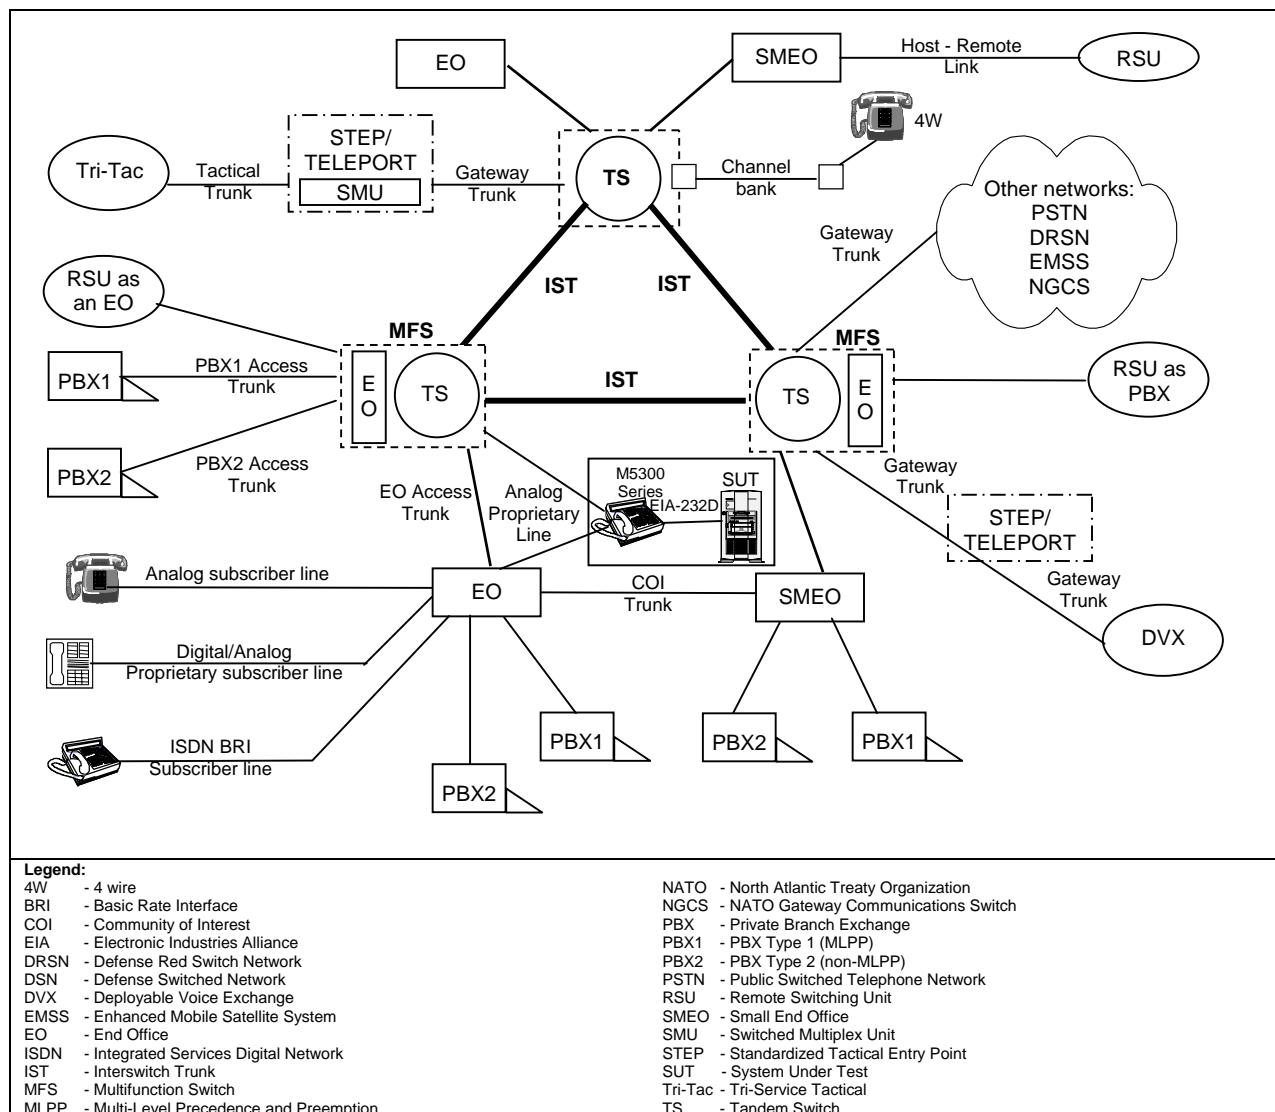 EO
SMEO
Host - Remote
Link
RSU
4W
Tri-Tac
Tactical
Trunk
STEP/
TELEPORT
SMU
Gateway
Trunk
TS
Channel
bank
Other networks:
PSTN
DRSN
EMSS
NGCS
Gateway
Trunk
RSU as
an EO
IST
IST
MFS
MFS
PBX1
PBX1 Access
Trunk
E
O
TS
IST
TS
E
O
RSU as
PBX
PBX2
PBX2 Access
Trunk
EO Access
Trunk
Analog
Proprietary
Line
M5300
Series
EIA-232D
SUT
Gateway
Trunk
STEP/
TELEPORT
Gateway
Trunk
DVX
Analog subscriber line
EO
COI
Trunk
SMEO
Digital/Analog
Proprietary subscriber line
ISDN BRI
Subscriber line
PBX2
PBX1
PBX2
PBX1
Legend:
4W - 4 wire
BRI - Basic Rate Interface
COI - Community of Interest
EIA - Electronic Industries Alliance
DRSN - Defense Red Switch Network
DSN - Defense Switched Network
DVX - Deployable Voice Exchange
EMSS - Enhanced Mobile Satellite System
EO - End Office
ISDN - Integrated Services Digital Network
IST - Interswitch Trunk
MFS - Multifunction Switch
MLPP - Multi-Level Precedence and Preemption
NATO - North Atlantic Treaty Organization
NGCS - NATO Gateway Communications Switch
PBX - Private Branch Exchange
PBX1 - PBX Type 1 (MLPP)
PBX2 - PBX Type 2 (non-MLPP)
PSTN - Public Switched Telephone Network
RSU - Remote Switching Unit
SMEO - Small End Office
SMU - Switched Multiplex Unit
STEP - Standardized Tactical Entry Point
SUT - System Under Test
Tri-Tac - Tri-Service Tactical
TS - Tandem Switch